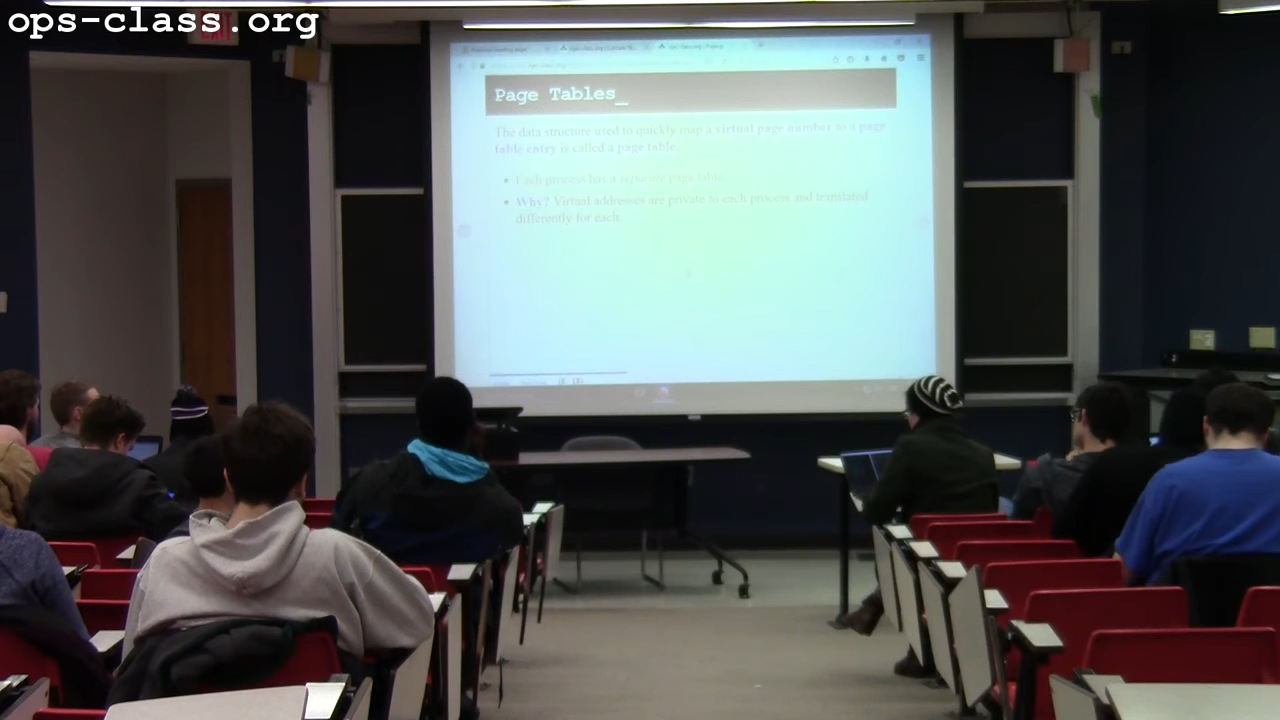 ops-class.org
EXIT
Page Tables_
The data structure used to quickly map a virtual page number to a page
table entry is called a page table.
Each process has a separate page table.
Why? Virtual addresses are private to each process and translated
differently for each.